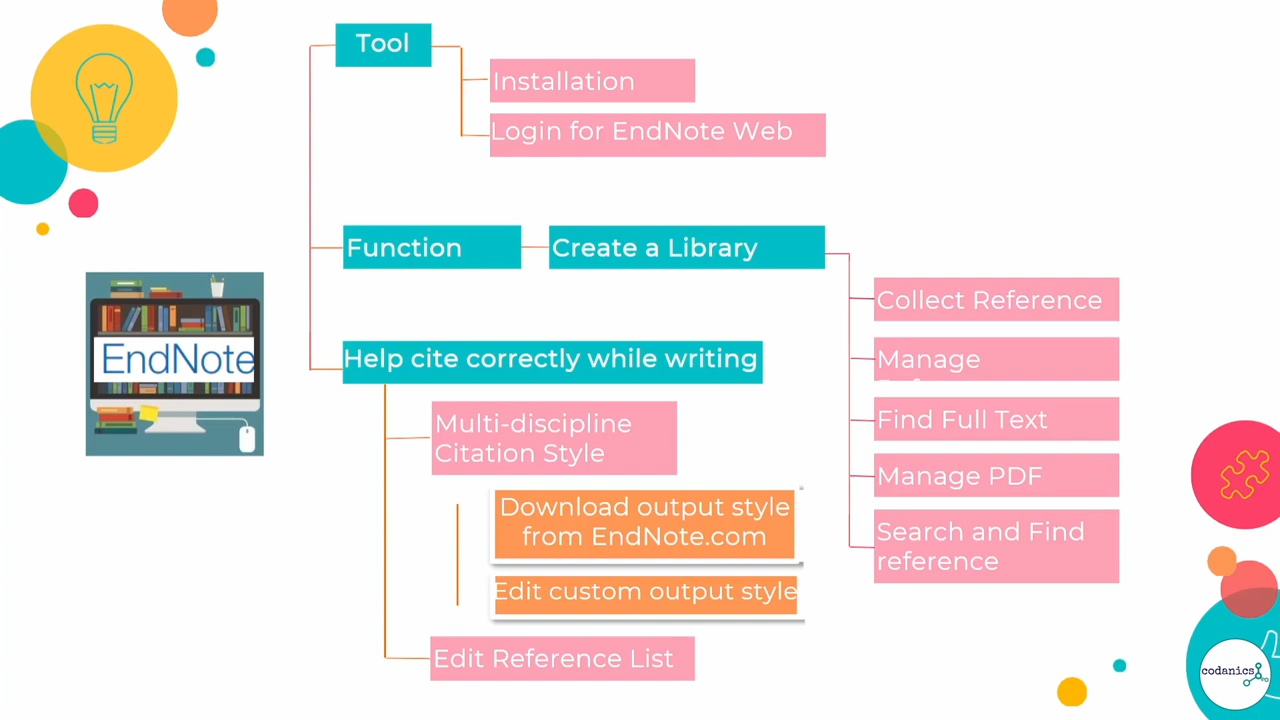 Tool
Installation
Login for EndNote Web
Function
Create a Library
Collect Reference
Manage
Find Full Text
Manage PDF
Search and Find
reference
EndNote
Help cite correctly while writing
Multi-discipline
Citation Style
Download output style
from EndNote.com
Edit custom output style
Edit Reference List
codanics